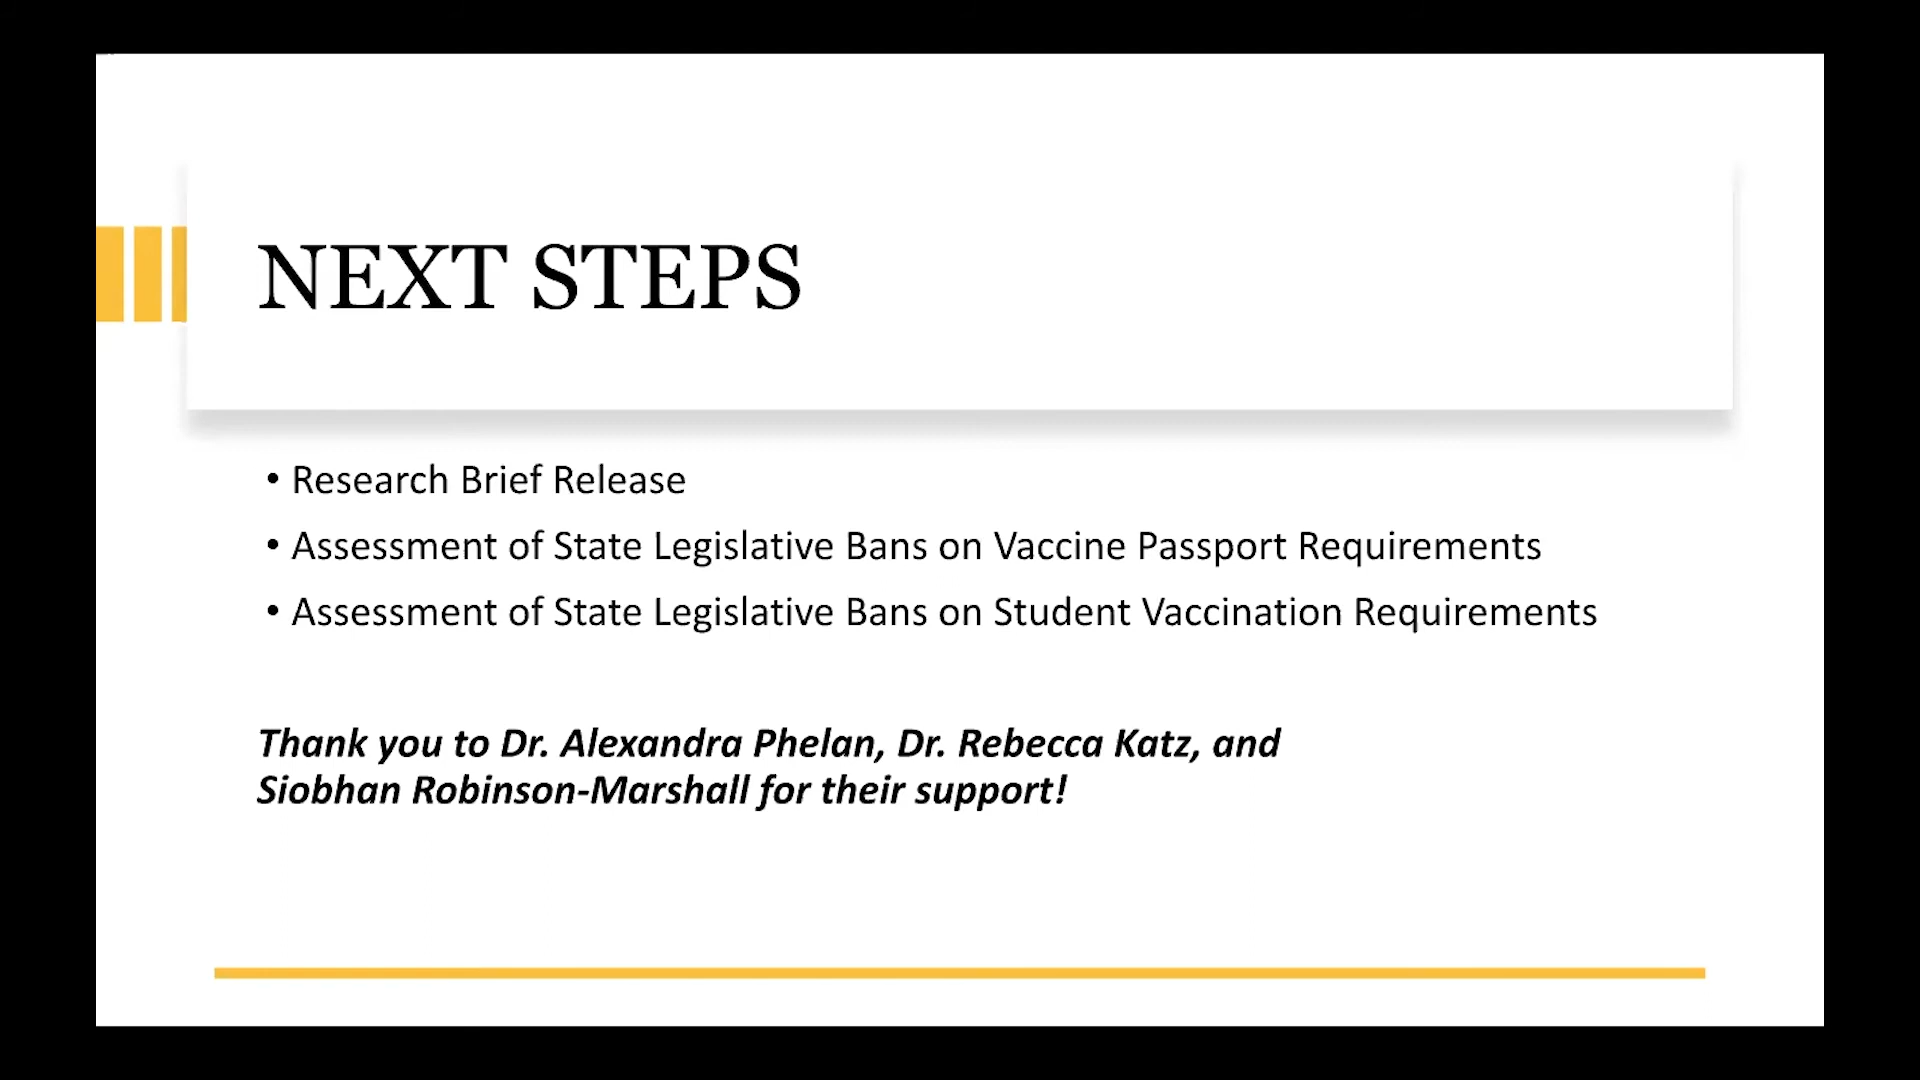 NEXT STEPS
• Research Brief Release
• Assessment of State Legislative Bans on Vaccine Passport Requirements
• Assessment of State Legislative Bans on Student Vaccination Requirements
Thank you to Dr. Alexandra Phelan, Dr. Rebecca Katz, and
Siobhan Robinson-Marshall for their support!